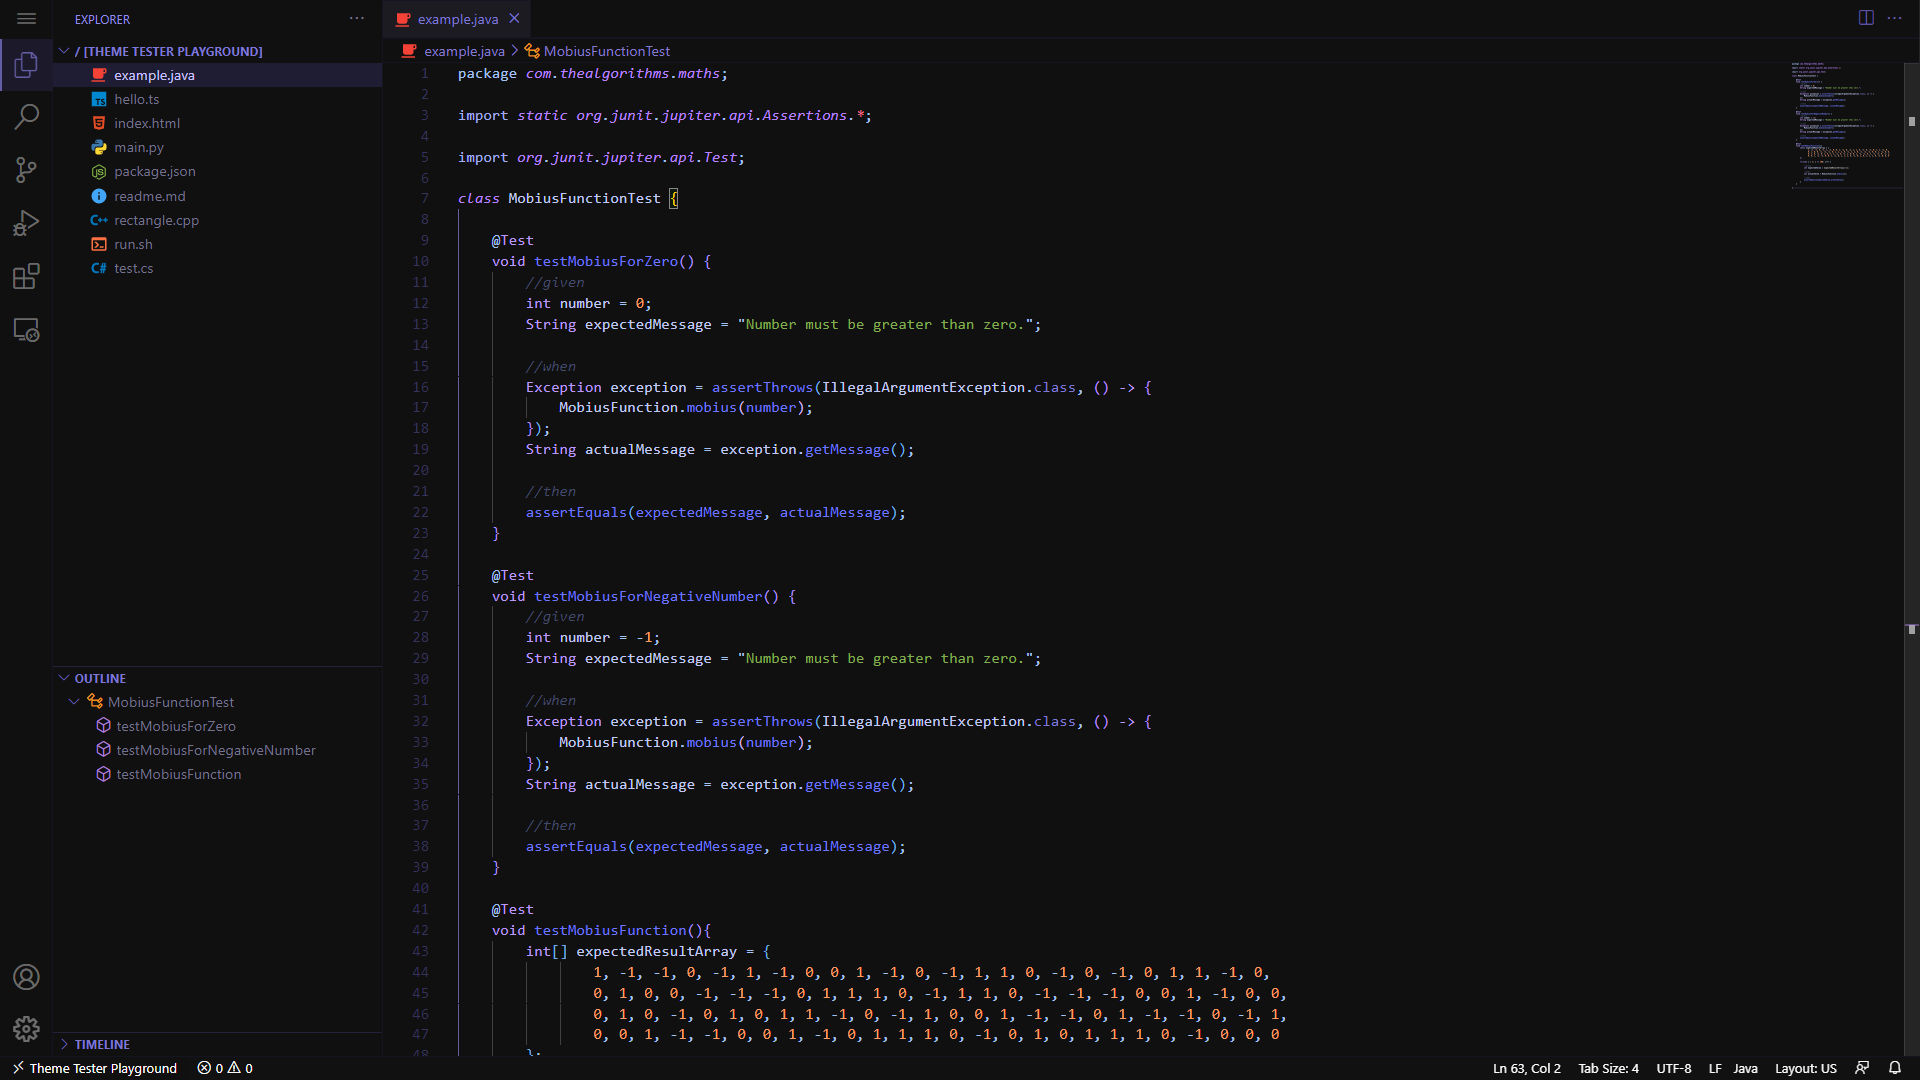 EXPLORER
/ [THEME TESTER PLAYGROUND]
example.java
hello.ts
index.html
main.py
package.json
readme.md
rectangle.cpp
run.sh
test.cs
OUTLINE
MobiusFunctionTest
testMobiusForZero
testMobiusForNegativeNumber
testMobiusFunction
TIMELINE
example.java
example.java > MobiusFunctionTest
1 package com.thealgorithms.maths;
2
3 import static org.junit.jupiter.api.Assertions.*;
4
5 import org.junit.jupiter.api.Test;
6
7 class MobiusFunctionTest {
8
9 @Test
10 void testMobiusForZero() {
11 //given
12 int number = 0;
13 String expectedMessage = "Number must be greater than zero.";
14
15 //when
16 Exception exception = assertThrows(IllegalArgumentException.class, () -> {
17 MobiusFunction.mobius(number);
18 });
19 String actualMessage = exception.getMessage();
20
21 //then
22 assertEquals(expectedMessage, actualMessage);
23 }
24
25 @Test
26 void testMobiusForNegativeNumber() {
27 //given
28 int number = -1;
29 String expectedMessage = "Number must be greater than zero.";
30
31 //when
32 Exception exception = assertThrows(IllegalArgumentException.class, () -> {
33 MobiusFunction.mobius(number);
34 });
35 String actualMessage = exception.getMessage();
36
37 //then
38 assertEquals(expectedMessage, actualMessage);
39 }
40
41 @Test
42 void testMobiusFunction(){
43 int[] expectedResultArray = {
44 1, -1, -1, 0, -1, 1, -1, 0, 0, 1, -1, 0, -1, 1, 1, 0, -1, 0, -1, 0, 1, 1, -1, 0,
45 0, 1, 0, 0, -1, -1, -1, 0, 1, 1, 1, 0, -1, 1, 1, 0, -1, -1, -1, 0, 0, 1, -1, 0, 0,
46 0, 1, 0, -1, 0, 1, 0, 1, 1, -1, 0, -1, 1, 0, 0, 1, -1, -1, 0, 1, -1, -1, 0, -1, 1,
47 0, 0, 1, -1, -1, 0, 0, 1, -1, 0, 1, 1, 1, 0, -1, 0, 1, 0, 1, 1, 1, 0, -1, 0, 0, 0
48 };
Theme Tester Playground 0 0 Ln 63, Col 2 Tab Size: 4 UTF-8 LF Java Layout: US